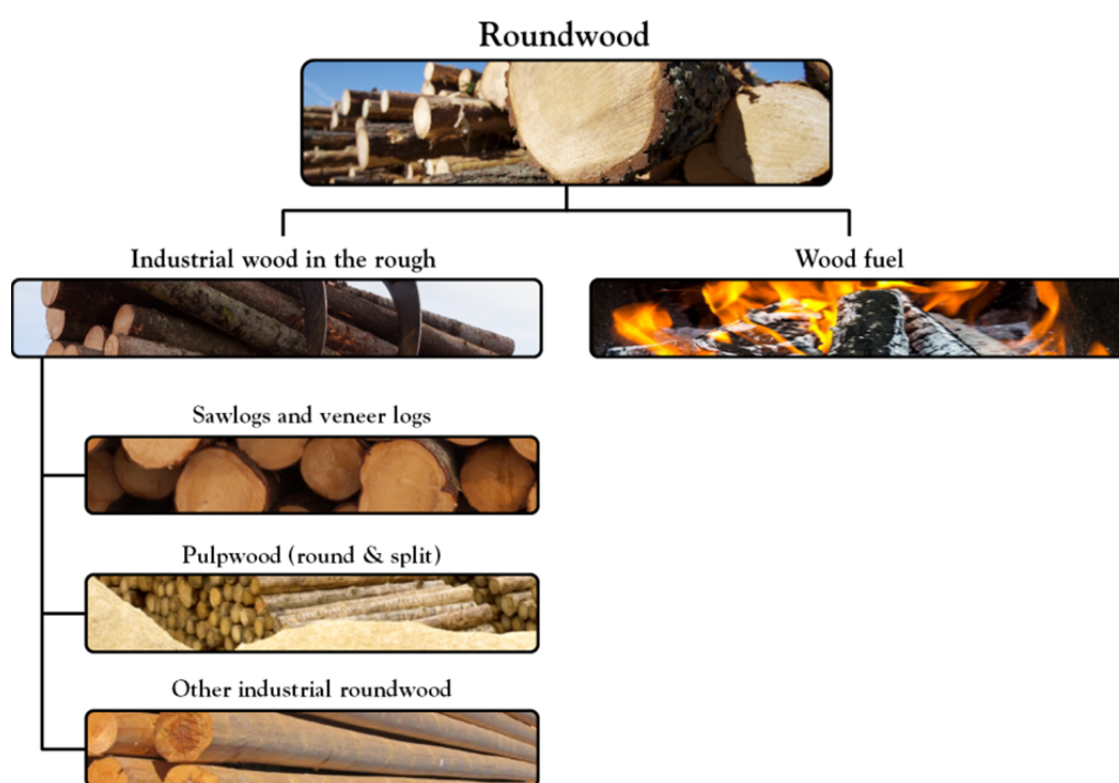 Roundwood
Industrial wood in the rough
Wood fuel
Sawlogs and veneer logs
Pulpwood (round & split)
Other industrial roundwood